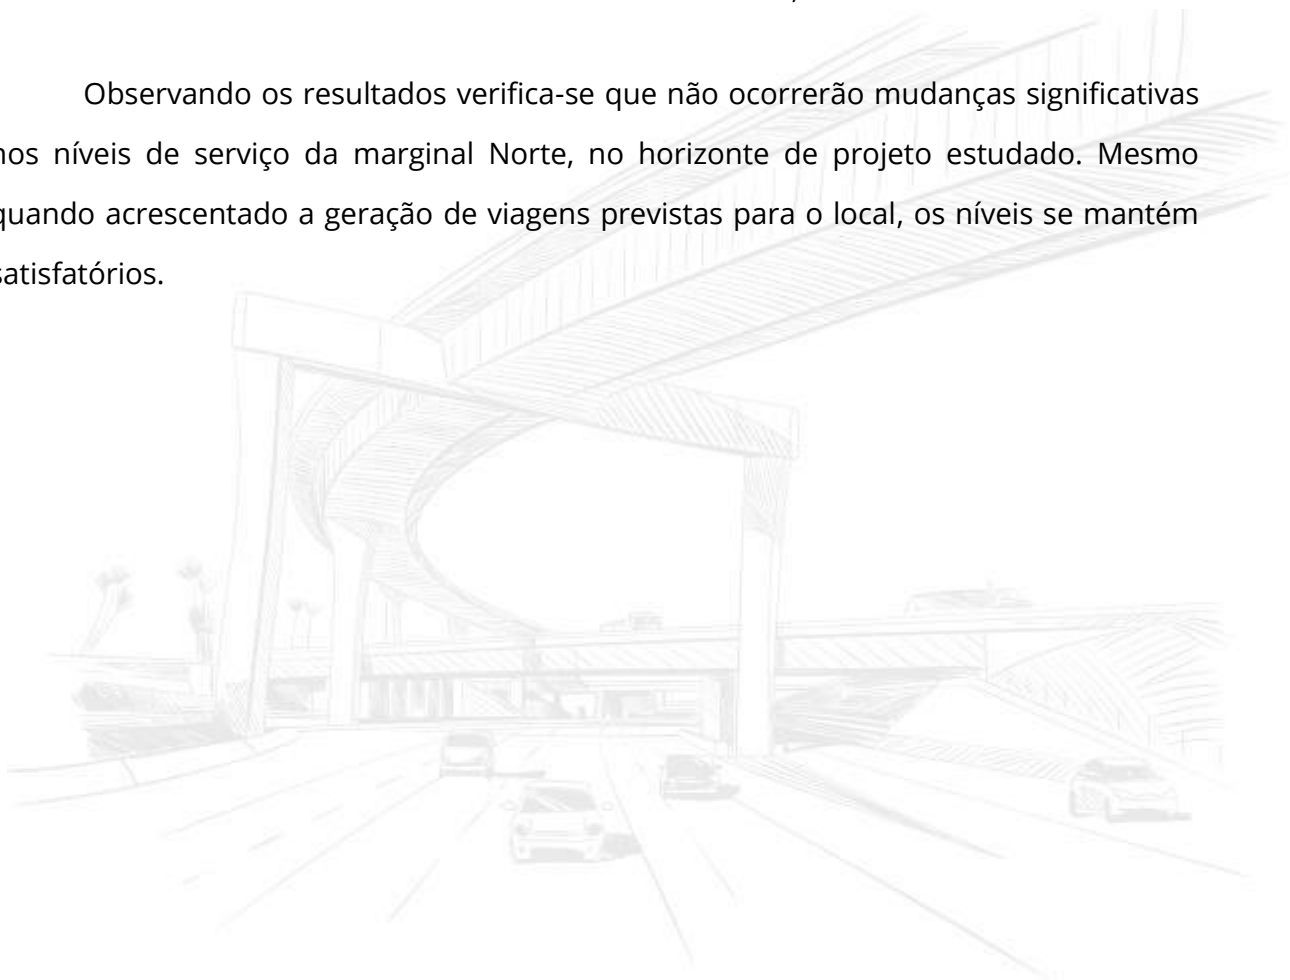 Observando os resultados verifica-se que não ocorrerão mudanças significativas
nos níveis de serviço da marginal Norte, no horizonte de projeto estudado. Mesmo
quando acrescentado a geração de viagens previstas para o local, os níveis se mantém
satisfatórios.